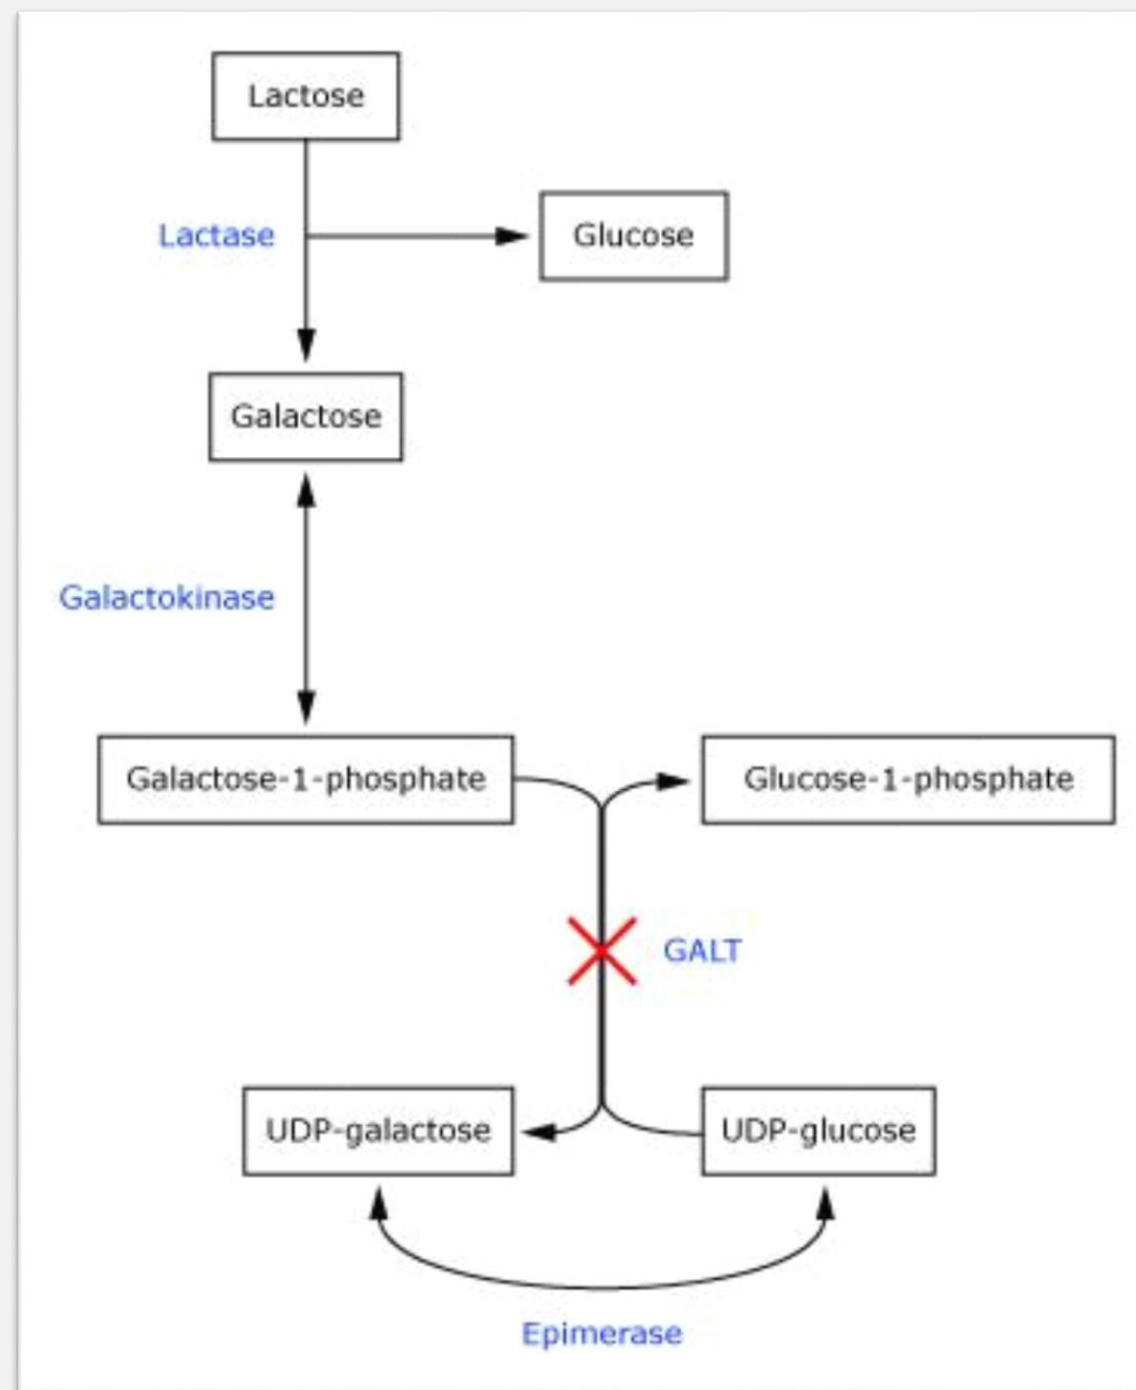 Lactose
Lactase
Glucose
Galactose
Galactokinase
Galactose-1-phosphate
Glucose-1-phosphate
GALT
UDP-galactose
UDP-glucose
Epimerase